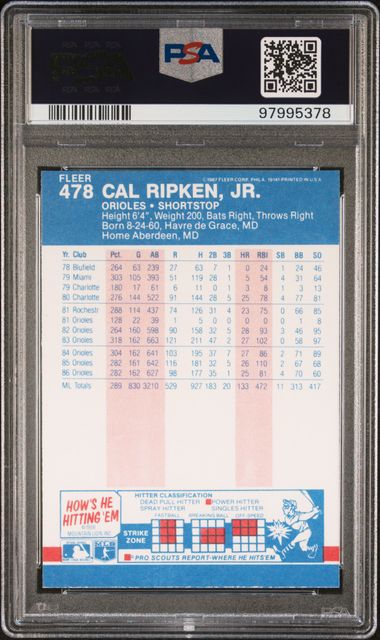 PSA
97995378
FLEER
©1987 FLEER CORP. PHILA. 19141 PRINTED IN U.S.A.
478 CAL RIPKEN, JR.
ORIOLES • SHORTSTOP
Height 6'4", Weight 200, Bats Right, Throws Right
Born 8-24-60, Havre de Grace, MD
Home Aberdeen, MD
Yr. Club Pct. G AB R H 2B 3B HR RBI SB BB SO
78 Blufield 264 63 239 27 63 7 1 0 24 1 24 46
79 Miami 303 105 393 51 119 28 1 5 54 4 31 64
79 Charlotte 180 17 61 6 11 0 1 3 8 1 3 13
80 Charlotte 276 144 522 91 144 28 5 25 78 4 77 81
81 Rochestr 288 114 437 74 126 31 4 23 75 0 66 85
81 Orioles 128 22 39 1 5 0 0 0 0 0 1 8
82 Orioles 264 160 598 90 158 32 5 28 93 3 46 95
83 Orioles 318 162 663 121 211 47 2 27 102 0 58 97
84 Orioles 304 162 641 103 195 37 7 27 86 2 71 89
85 Orioles 282 161 642 116 181 32 5 26 110 2 67 68
86 Orioles 282 162 627 98 177 35 1 25 81 4 70 60
ML Totals 289 830 3210 529 927 183 20 133 472 11 313 417
HOW'S HE
HITTING 'EM
MOUNTAIN LION INC.
HITTER CLASSIFICATION
DEAD PULL HITTER POWER HITTER
SPRAY HITTER SINGLES HITTER
FASTBALL BREAKING BALL OFF-SPEED
STRIKE
ZONE
PRO SCOUTS REPORT-WHERE HE HITS'EM